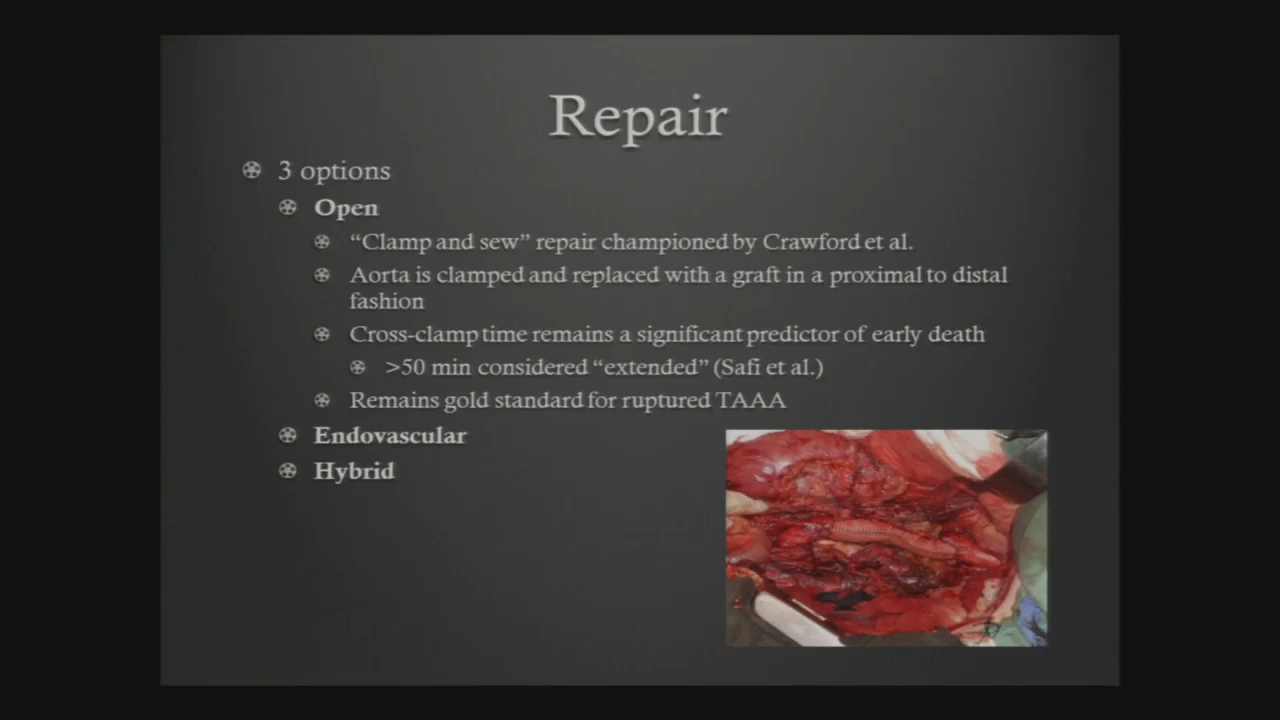 Repair
3 options
Open
“Clamp and sew” repair championed by Crawford et al.
Aorta is clamped and replaced with a graft in a proximal to distal
fashion
Cross-clamp time remains a significant predictor of early death
>50 min considered “extended” (Safi et al.)
Remains gold standard for ruptured TAAA
Endovascular
Hybrid